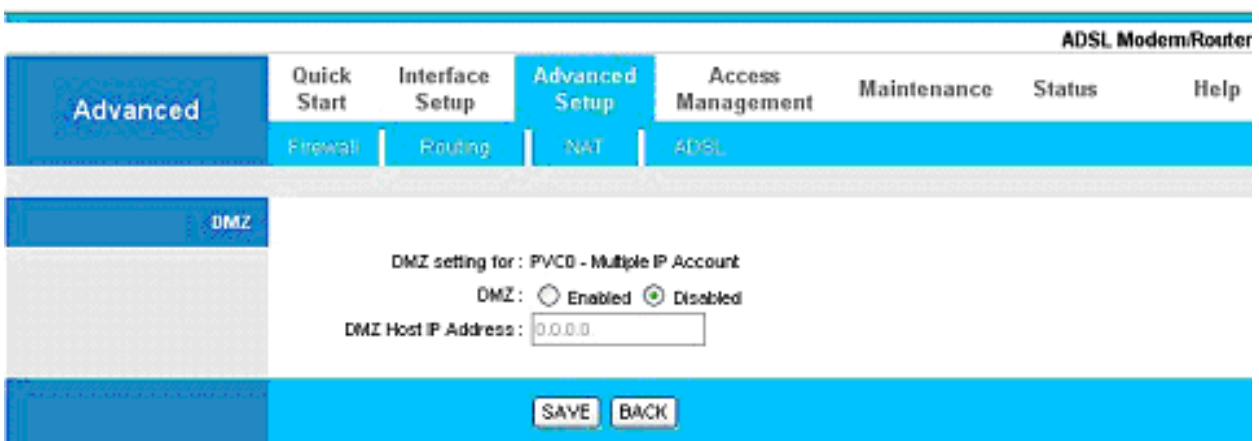 ADSL Modem/Router
Advanced
Quick Start
Interface Setup
Advanced Setup
Access Management
Maintenance
Status
Help
Firewall
Routing
NAT
ADSL
DMZ
DMZ setting for : PVC0 - Multiple IP Account
DMZ : Enabled Disabled
DMZ Host IP Address : 0.0.0.0
SAVE BACK